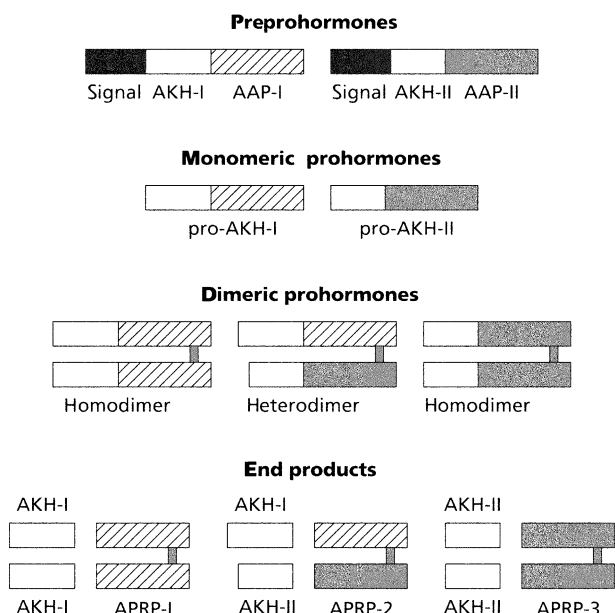 Preprohormones
Signal AKH-I AAP-I Signal AKH-II AAP-II
Monomeric prohormones
pro-AKH-I pro-AKH-II
Dimeric prohormones
Homodimer Heterodimer Homodimer
End products
AKH-I AKH-I AKH-II
AKH-I APRP-I AKH-II APRP-2 AKH-II APRP-3